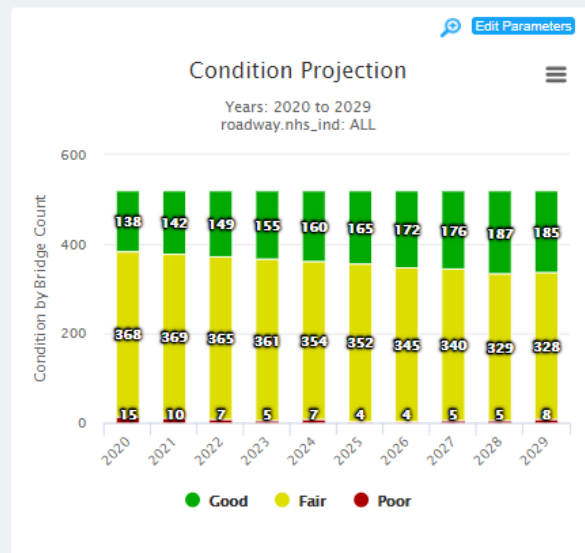 Edit Parameters
Condition Projection
Years: 2020 to 2029
roadway.nhs_ind: ALL
Condition by Bridge Count
600
400
200
0
138 142 149 155 160 165 172 176 187 185
368 369 365 361 354 352 345 340 329 328
15 10 7 5 7 4 4 5 5 8
2020 2021 2022 2023 2024 2025 2026 2027 2028 2029
Good Fair Poor